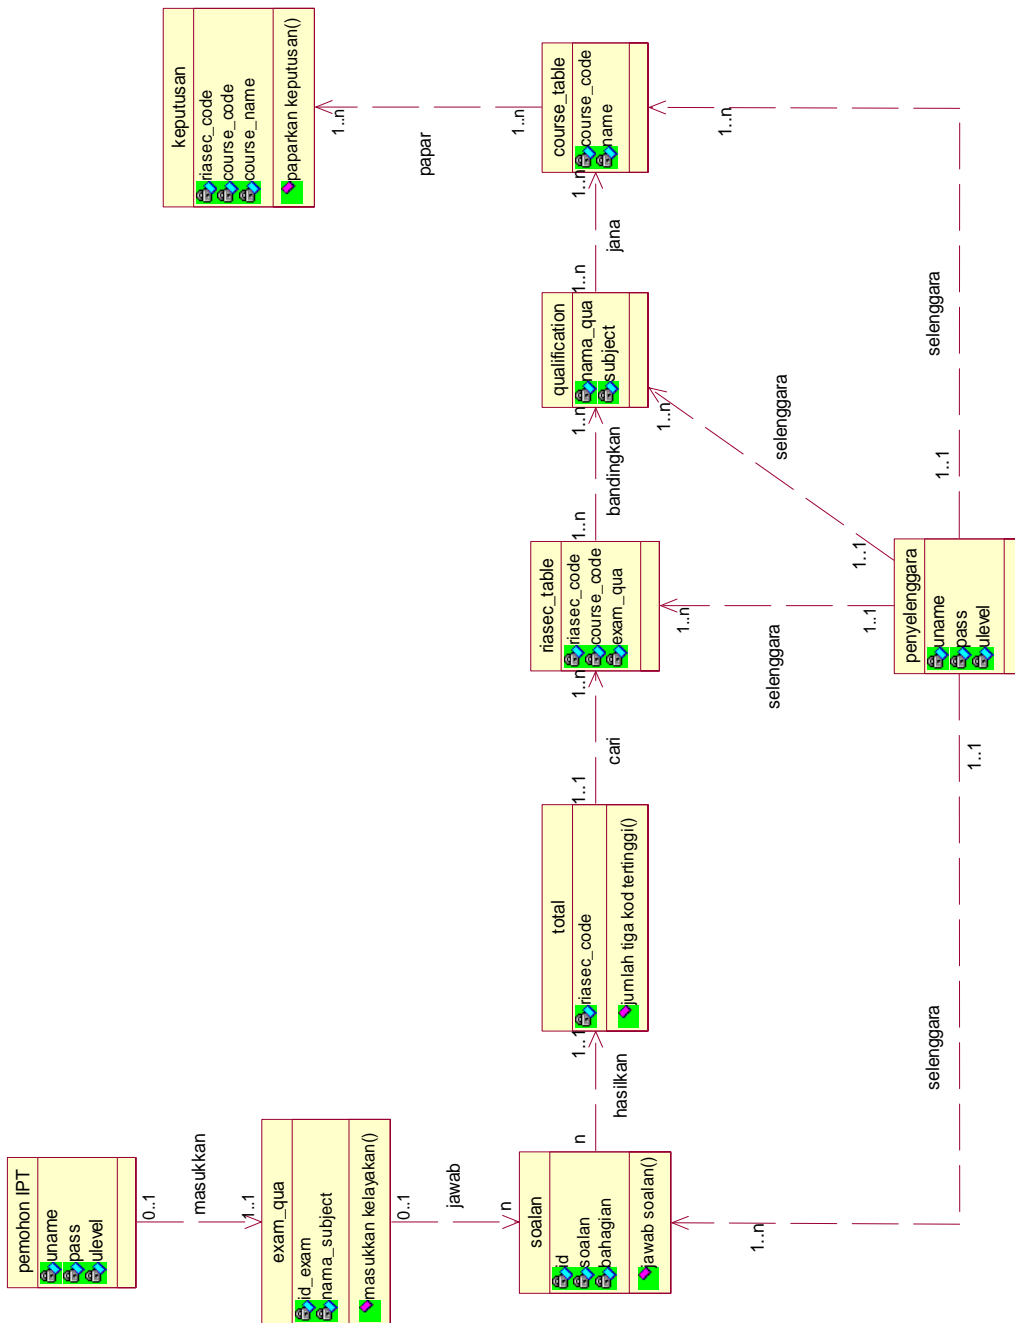 pemohon IPT
uname
pass
ulevel
0..1
masukkan
1..1
exam_qua
id_exam
nama_subject
masukkan kelayakan()
0..1
jawab
n
soalan
id
soalan
bahagian
jawab soalan()
n
hasilkan
1..1
total
riasec_code
jumlah tiga kod tertinggi()
1..1
cari
1..n
riasec_table
riasec_code
course_code
exam_qua
1..n
bandingkan
1..n
qualification
nama_qua
subject
1..n
jana
1..n
course_table
course_code
name
1..n
papar
1..n
keputusan
riasec_code
course_code
course_name
paparkan keputusan()
penyelenggara
uname
pass
ulevel
1..1
selenggara
1..n
1..1
selenggara
1..n
1..1
selenggara
1..n
1..1
selenggara
1..n